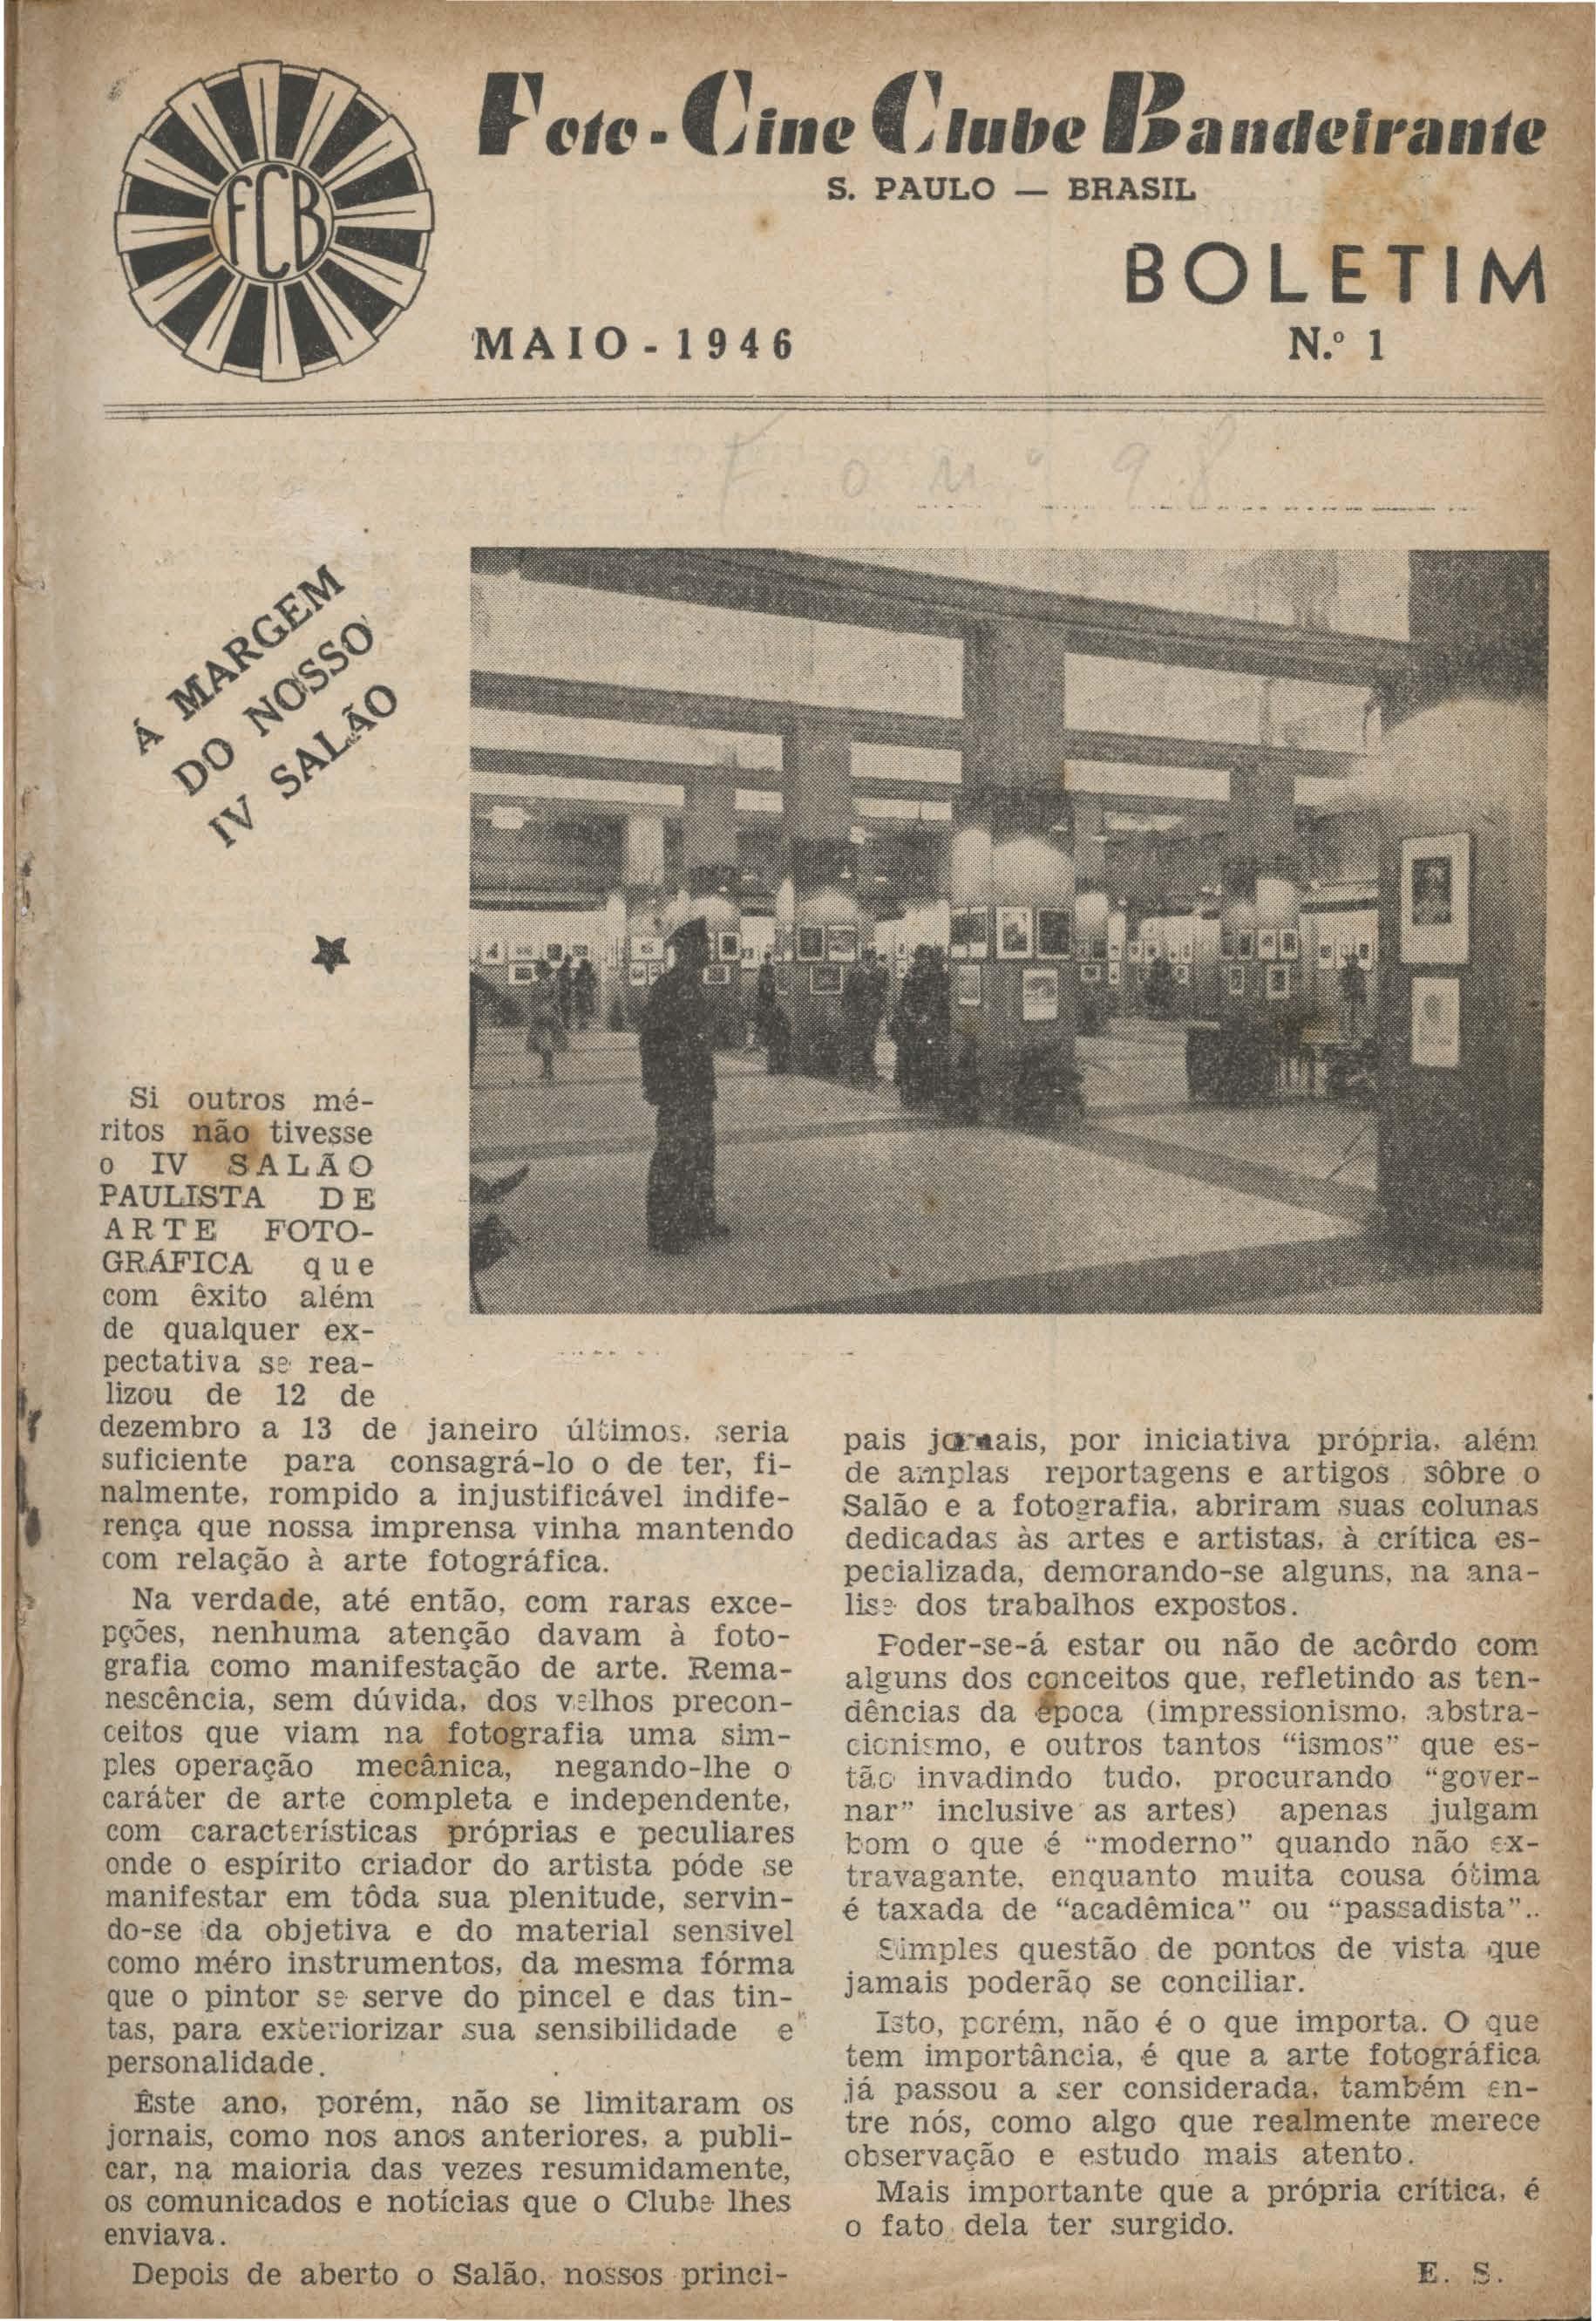 FCB
Foto-Cine Clube Bandeirante
S. PAULO — BRASIL
BOLETIM
MAIO - 1946
N.º 1
Á MARGEM
DO NOSSO
IV SALÃO
Si outros mé-
ritos não tivesse
o IV SALÃO
PAULISTA DE
ARTE FOTO-
GRÁFICA que
com êxito além
de qualquer ex-
pectativa se rea-
lizou de 12 de
dezembro a 13 de janeiro últimos, seria
suficiente para consagrá-lo o de ter, fi-
nalmente, rompido a injustificável indife-
rença que nossa imprensa vinha mantendo
com relação à arte fotográfica.
Na verdade, até então, com raras exce-
pções, nenhuma atenção davam à foto-
grafia como manifestação de arte. Rema-
nescência, sem dúvida, dos velhos precon-
ceitos que viam na fotografia uma sim-
ples operação mecânica, negando-lhe o
caráter de arte completa e independente,
com características próprias e peculiares
onde o espírito criador do artista póde se
manifestar em tôda sua plenitude, servin-
do-se da objetiva e do material sensivel
como méro instrumentos, da mesma fórma
que o pintor se serve do pincel e das tin-
tas, para exteriorizar sua sensibilidade e
personalidade.
Êste ano, porém, não se limitaram os
jornais, como nos anos anteriores, a publi-
car, na maioria das vezes resumidamente,
os comunicados e notícias que o Clube lhes
enviava.
Depois de aberto o Salão, nossos princi-
pais jornais, por iniciativa própria, além
de amplas reportagens e artigos sôbre o
Salão e a fotografia, abriram suas colunas
dedicadas às artes e artistas, à crítica es-
pecializada, demorando-se alguns, na ana-
lise dos trabalhos expostos.
Poder-se-á estar ou não de acôrdo com
alguns dos conceitos que, refletindo as ten-
dências da época (impressionismo, abstra-
cionismo, e outros tantos “ismos” que es-
tão invadindo tudo, procurando “gover-
nar” inclusive as artes) apenas julgam
bom o que é “moderno” quando não ex-
travagante, enquanto muita cousa ótima
é taxada de “acadêmica” ou “passadista”..
Simples questão de pontos de vista que
jamais poderão se conciliar.
Isto, porém, não é o que importa. O que
tem importância, é que a arte fotográfica
já passou a ser considerada, também en-
tre nós, como algo que realmente merece
observação e estudo mais atento.
Mais importante que a própria crítica, é
o fato dela ter surgido.
E. S.